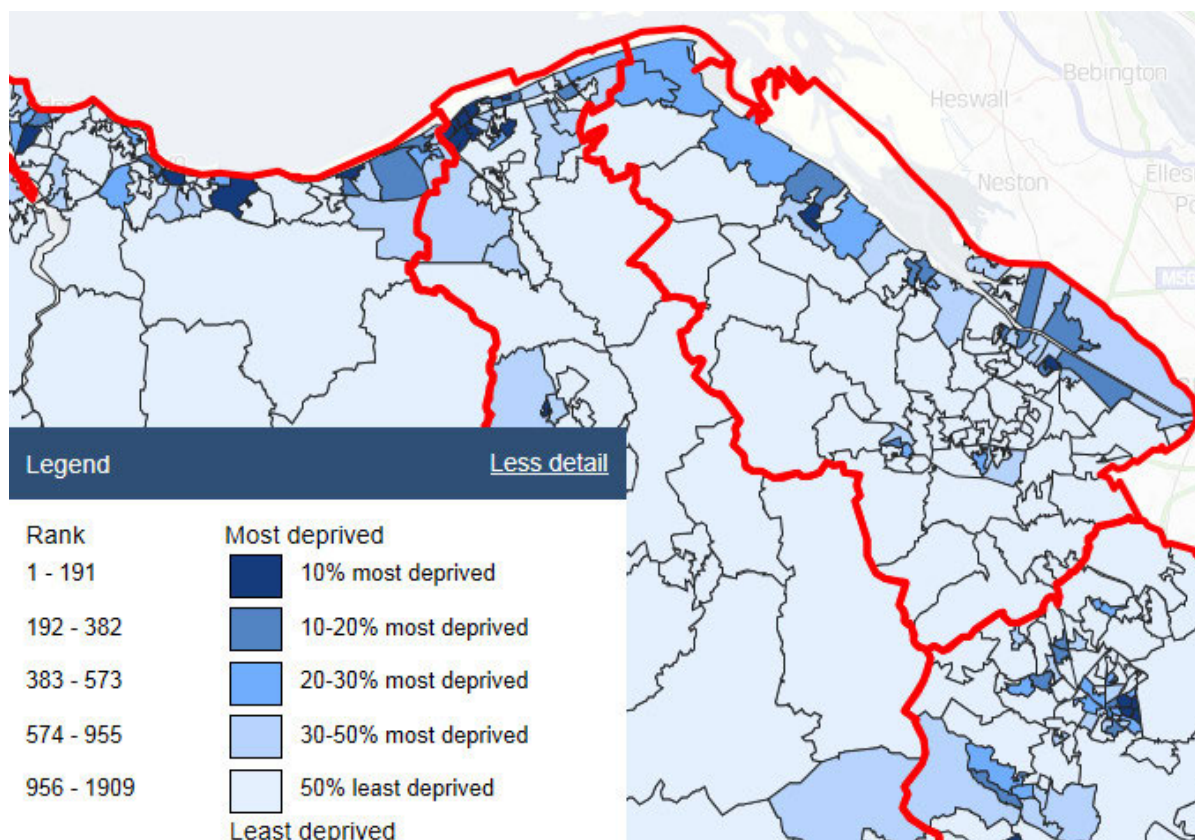 Bebington
Heswall
Neston
M56
Legend Less detail
Rank Most deprived
1 - 191 10% most deprived
192 - 382 10-20% most deprived
383 - 573 20-30% most deprived
574 - 955 30-50% most deprived
956 - 1909 50% least deprived
Least deprived